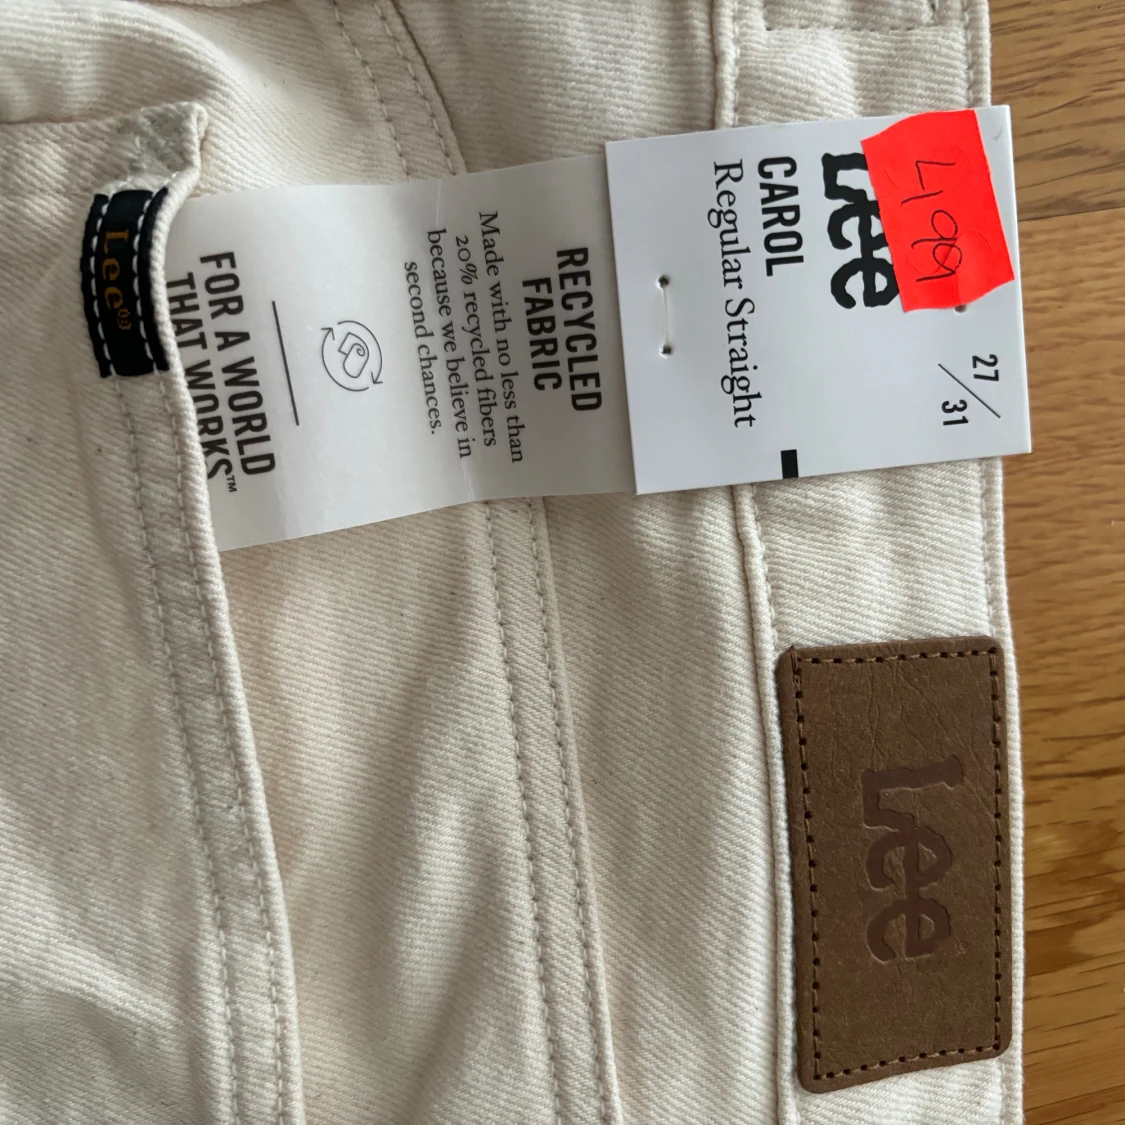 Lee
CAROL
Regular Straight
27
/
31
499
RECYCLED
FABRIC
Made with no less than
20% recycled fibers
because we believe in
second chances.
FOR A WORLD
THAT WORKS™
Lee®
Lee